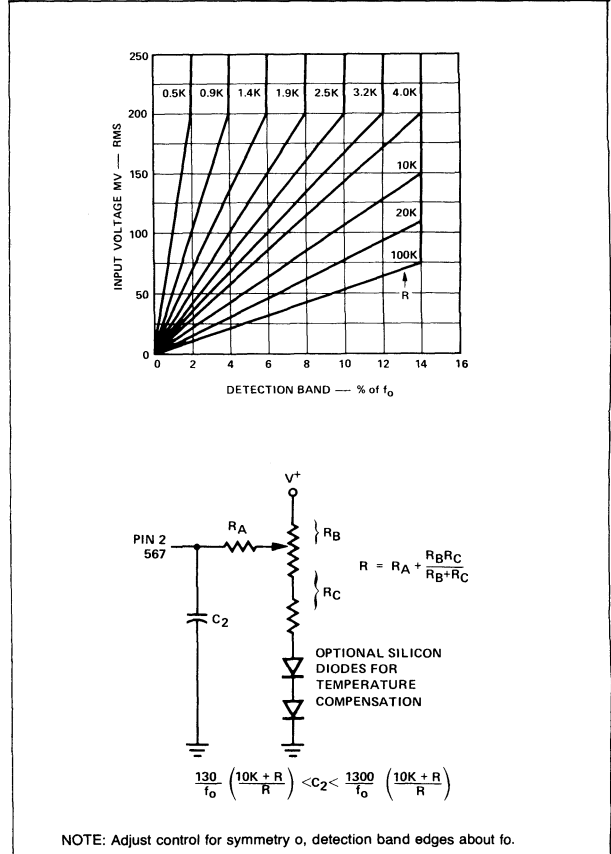 250
200
150
100
50
0
INPUT VOLTAGE MV — RMS
0.5K 0.9K 1.4K 1.9K 2.5K 3.2K 4.0K
10K
20K
100K
R
0 2 4 6 8 10 12 14 16
DETECTION BAND — % of fo
V+
RA
} RB
PIN 2
567
R = RA + RBRC / RB+RC
} RC
C2
OPTIONAL SILICON
DIODES FOR
TEMPERATURE
COMPENSATION
130/fo (10K + R / R) <C2< 1300/fo (10K + R / R)
NOTE: Adjust control for symmetry o, detection band edges about fo.